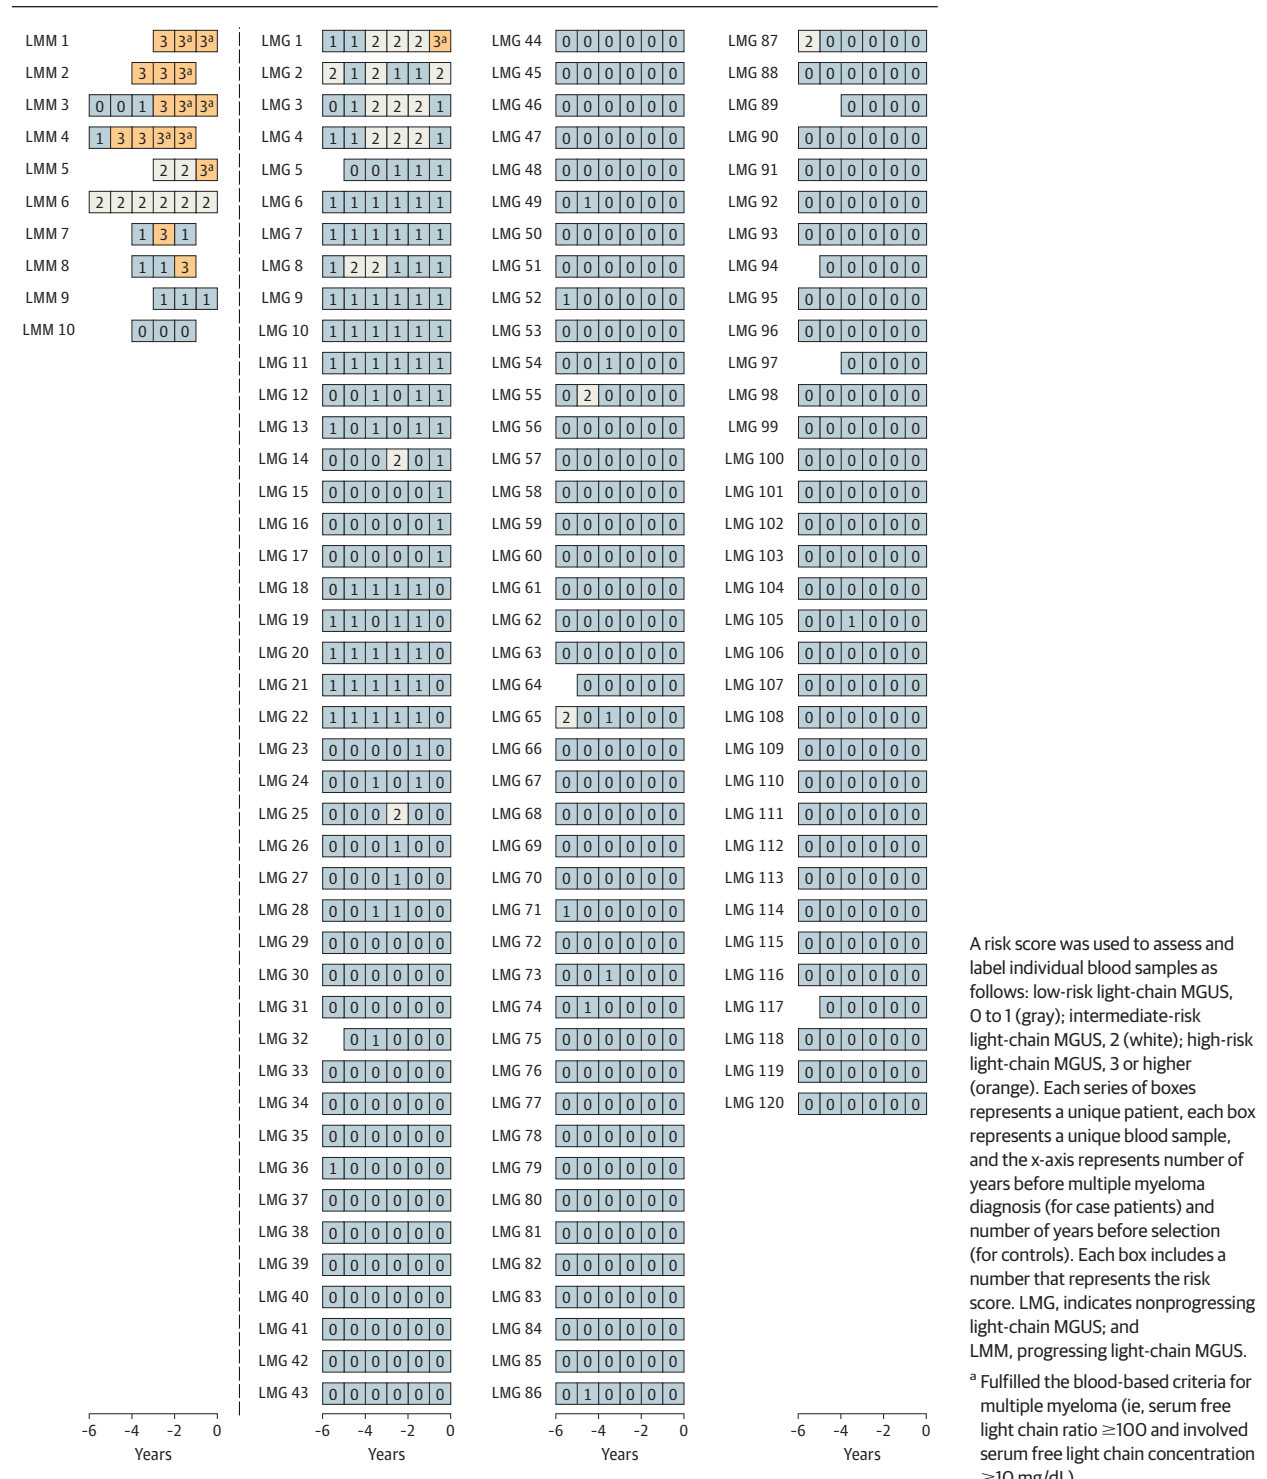 LMM 1 3 3a 3a
LMM 2 3 3 3a
LMM 3 0 0 1 3 3a 3a
LMM 4 1 3 3 3a 3a
LMM 5 2 2 3a
LMM 6 2 2 2 2 2 2
LMM 7 1 3 1
LMM 8 1 1 3
LMM 9 1 1 1
LMM 10 0 0 0
-6 -4 -2 0
Years
LMG 1 1 1 2 2 2 3a
LMG 2 2 1 2 1 1 2
LMG 3 0 1 2 2 2 1
LMG 4 1 1 2 2 2 1
LMG 5 0 0 1 1 1
LMG 6 1 1 1 1 1 1
LMG 7 1 1 1 1 1 1
LMG 8 1 2 2 1 1 1
LMG 9 1 1 1 1 1 1
LMG 10 1 1 1 1 1 1
LMG 11 1 1 1 1 1 1
LMG 12 0 0 1 0 1 1
LMG 13 1 0 1 0 1 1
LMG 14 0 0 0 2 0 1
LMG 15 0 0 0 0 0 1
LMG 16 0 0 0 0 0 1
LMG 17 0 0 0 0 0 1
LMG 18 0 1 1 1 1 0
LMG 19 1 1 0 1 1 0
LMG 20 1 1 1 1 1 0
LMG 21 1 1 1 1 1 0
LMG 22 1 1 1 1 1 0
LMG 23 0 0 0 0 1 0
LMG 24 0 0 1 0 1 0
LMG 25 0 0 0 2 0 0
LMG 26 0 0 0 1 0 0
LMG 27 0 0 0 1 0 0
LMG 28 0 0 1 1 0 0
LMG 29 0 0 0 0 0 0
LMG 30 0 0 0 0 0 0
LMG 31 0 0 0 0 0 0
LMG 32 0 1 0 0 0
LMG 33 0 0 0 0 0 0
LMG 34 0 0 0 0 0 0
LMG 35 0 0 0 0 0 0
LMG 36 1 0 0 0 0 0
LMG 37 0 0 0 0 0 0
LMG 38 0 0 0 0 0 0
LMG 39 0 0 0 0 0 0
LMG 40 0 0 0 0 0 0
LMG 41 0 0 0 0 0 0
LMG 42 0 0 0 0 0 0
LMG 43 0 0 0 0 0 0
-6 -4 -2 0
Years
LMG 44 0 0 0 0 0 0
LMG 45 0 0 0 0 0 0
LMG 46 0 0 0 0 0 0
LMG 47 0 0 0 0 0 0
LMG 48 0 0 0 0 0 0
LMG 49 0 1 0 0 0 0
LMG 50 0 0 0 0 0 0
LMG 51 0 0 0 0 0 0
LMG 52 1 0 0 0 0 0
LMG 53 0 0 0 0 0 0
LMG 54 0 0 1 0 0 0
LMG 55 0 2 0 0 0 0
LMG 56 0 0 0 0 0 0
LMG 57 0 0 0 0 0 0
LMG 58 0 0 0 0 0 0
LMG 59 0 0 0 0 0 0
LMG 60 0 0 0 0 0 0
LMG 61 0 0 0 0 0 0
LMG 62 0 0 0 0 0 0
LMG 63 0 0 0 0 0 0
LMG 64 0 0 0 0 0
LMG 65 2 0 1 0 0 0
LMG 66 0 0 0 0 0 0
LMG 67 0 0 0 0 0 0
LMG 68 0 0 0 0 0 0
LMG 69 0 0 0 0 0 0
LMG 70 0 0 0 0 0 0
LMG 71 1 0 0 0 0 0
LMG 72 0 0 0 0 0 0
LMG 73 0 0 1 0 0 0
LMG 74 0 1 0 0 0 0
LMG 75 0 0 0 0 0 0
LMG 76 0 0 0 0 0 0
LMG 77 0 0 0 0 0 0
LMG 78 0 0 0 0 0 0
LMG 79 0 0 0 0 0 0
LMG 80 0 0 0 0 0 0
LMG 81 0 0 0 0 0 0
LMG 82 0 0 0 0 0 0
LMG 83 0 0 0 0 0 0
LMG 84 0 0 0 0 0 0
LMG 85 0 0 0 0 0 0
LMG 86 0 1 0 0 0 0
-6 -4 -2 0
Years
LMG 87 2 0 0 0 0 0
LMG 88 0 0 0 0 0 0
LMG 89 0 0 0 0
LMG 90 0 0 0 0 0 0
LMG 91 0 0 0 0 0 0
LMG 92 0 0 0 0 0 0
LMG 93 0 0 0 0 0 0
LMG 94 0 0 0 0 0
LMG 95 0 0 0 0 0 0
LMG 96 0 0 0 0 0 0
LMG 97 0 0 0 0
LMG 98 0 0 0 0 0 0
LMG 99 0 0 0 0 0 0
LMG 100 0 0 0 0 0 0
LMG 101 0 0 0 0 0 0
LMG 102 0 0 0 0 0 0
LMG 103 0 0 0 0 0 0
LMG 104 0 0 0 0 0 0
LMG 105 0 0 1 0 0 0
LMG 106 0 0 0 0 0 0
LMG 107 0 0 0 0 0 0
LMG 108 0 0 0 0 0 0
LMG 109 0 0 0 0 0 0
LMG 110 0 0 0 0 0 0
LMG 111 0 0 0 0 0 0
LMG 112 0 0 0 0 0 0
LMG 113 0 0 0 0 0 0
LMG 114 0 0 0 0 0 0
LMG 115 0 0 0 0 0 0
LMG 116 0 0 0 0 0 0
LMG 117 0 0 0 0 0
LMG 118 0 0 0 0 0 0
LMG 119 0 0 0 0 0 0
LMG 120 0 0 0 0 0 0
-6 -4 -2 0
Years
A risk score was used to assess and
label individual blood samples as
follows: low-risk light-chain MGUS,
0 to 1 (gray); intermediate-risk
light-chain MGUS, 2 (white); high-risk
light-chain MGUS, 3 or higher
(orange). Each series of boxes
represents a unique patient, each box
represents a unique blood sample,
and the x-axis represents number of
years before multiple myeloma
diagnosis (for case patients) and
number of years before selection
(for controls). Each box includes a
number that represents the risk
score. LMG, indicates nonprogressing
light-chain MGUS; and
LMM, progressing light-chain MGUS.
a Fulfilled the blood-based criteria for
multiple myeloma (ie, serum free
light chain ratio ≥100 and involved
serum free light chain concentration
≥10 mg/dL)